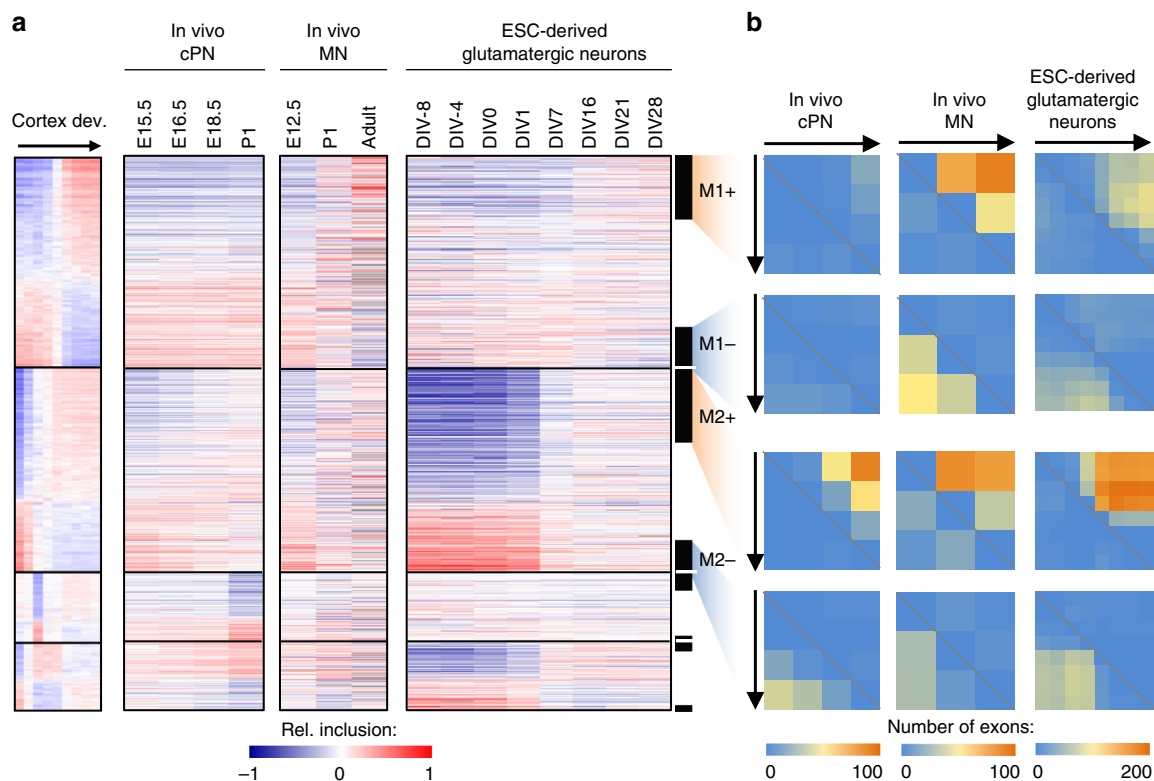 a
b
In vivo
cPN
In vivo
MN
ESC-derived
glutamatergic neurons
Cortex dev.
E15.5
E16.5
E18.5
P1
E12.5
P1
Adult
DIV-8
DIV-4
DIV0
DIV1
DIV7
DIV16
DIV21
DIV28
In vivo
cPN
In vivo
MN
ESC-derived
glutamatergic
neurons
M1+
M1–
M2+
M2–
Rel. inclusion:
–1 0 1
Number of exons:
0 100 0 100 0 200